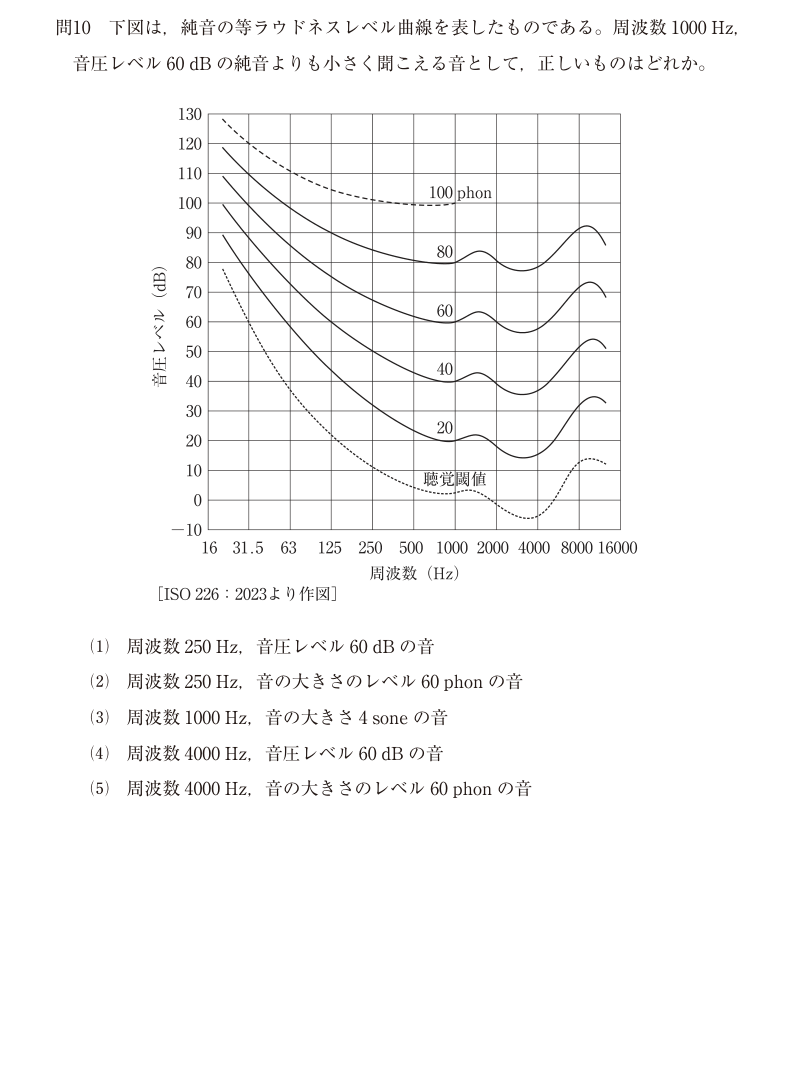 問10　下図は，純音の等ラウドネスレベル曲線を表したものである。周波数 1000 Hz,
音圧レベル 60 dB の純音よりも小さく聞こえる音として，正しいものはどれか。
130
120
110
100
90
80
70
60
50
40
30
20
10
0
−10
音圧レベル（dB）
100 phon
80
60
40
20
聴覚閾値
16 31.5 63 125 250 500 1000 2000 4000 8000 16000
周波数（Hz）
［ISO 226：2023より作図］
(1)　周波数 250 Hz，音圧レベル 60 dB の音
(2)　周波数 250 Hz，音の大きさのレベル 60 phon の音
(3)　周波数 1000 Hz，音の大きさ 4 sone の音
(4)　周波数 4000 Hz，音圧レベル 60 dB の音
(5)　周波数 4000 Hz，音の大きさのレベル 60 phon の音